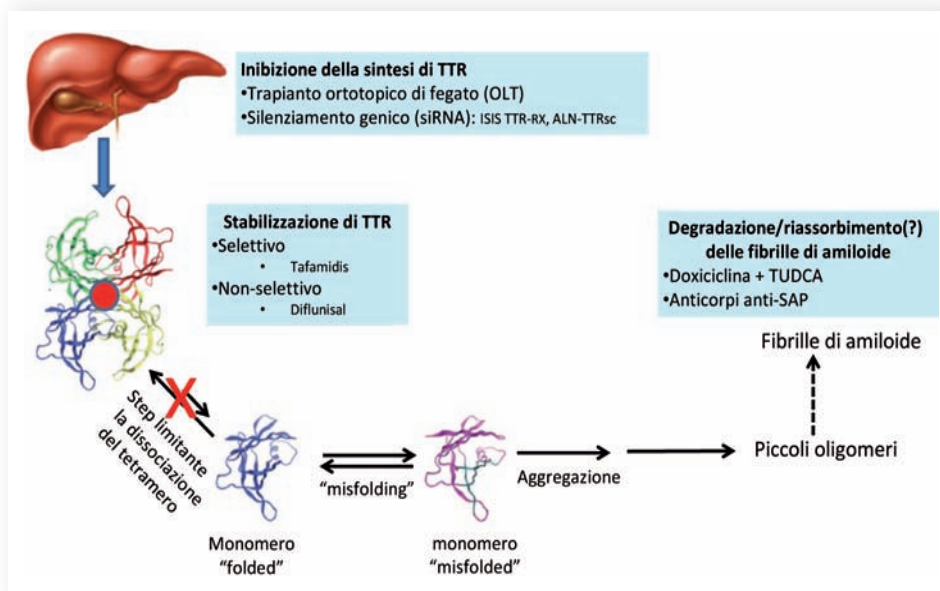 Inibizione della sintesi di TTR
•Trapianto ortotopico di fegato (OLT)
•Silenziamento genico (siRNA): ISIS TTR-RX, ALN-TTRsc
Stabilizzazione di TTR
•Selettivo
• Tafamidis
•Non-selettivo
• Diflunisal
Degradazione/riassorbimento(?)
delle fibrille di amiloide
•Doxiciclina + TUDCA
•Anticorpi anti-SAP
Fibrille di amiloide
Piccoli oligomeri
X
Step limitante
la dissociazione
del tetramero
"misfolding"
Aggregazione
Monomero
"folded"
monomero
"misfolded"